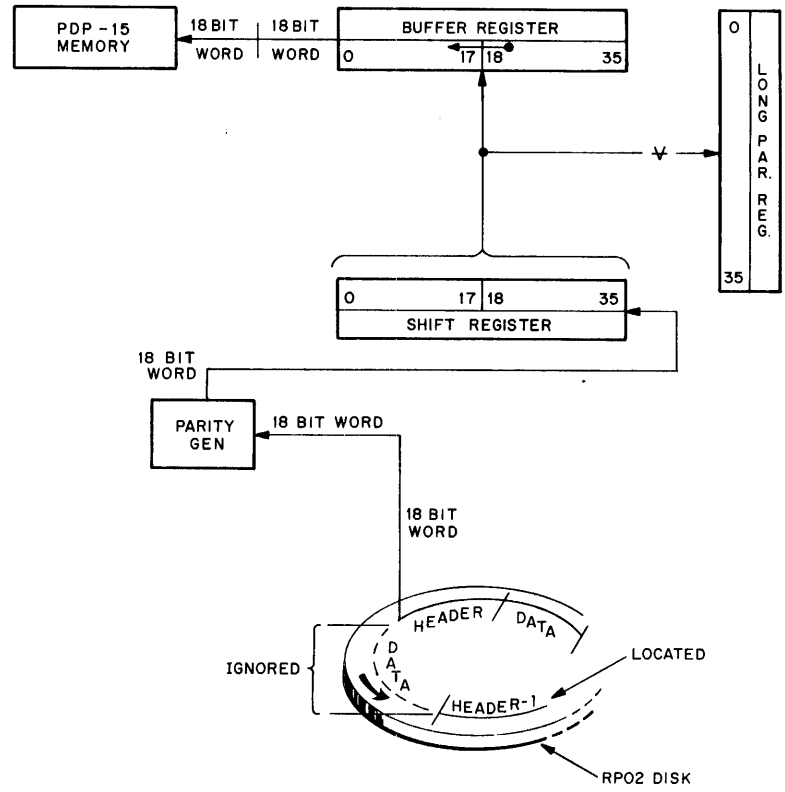 PDP-15
MEMORY
18 BIT
WORD
18 BIT
WORD
BUFFER REGISTER
0
17
18
35
0
LONG PAR. REG.
35
V
0
17
18
35
SHIFT REGISTER
18 BIT
WORD
PARITY
GEN
18 BIT WORD
18 BIT
WORD
HEADER
DATA
IGNORED
DATA
HEADER-1
LOCATED
RP02 DISK